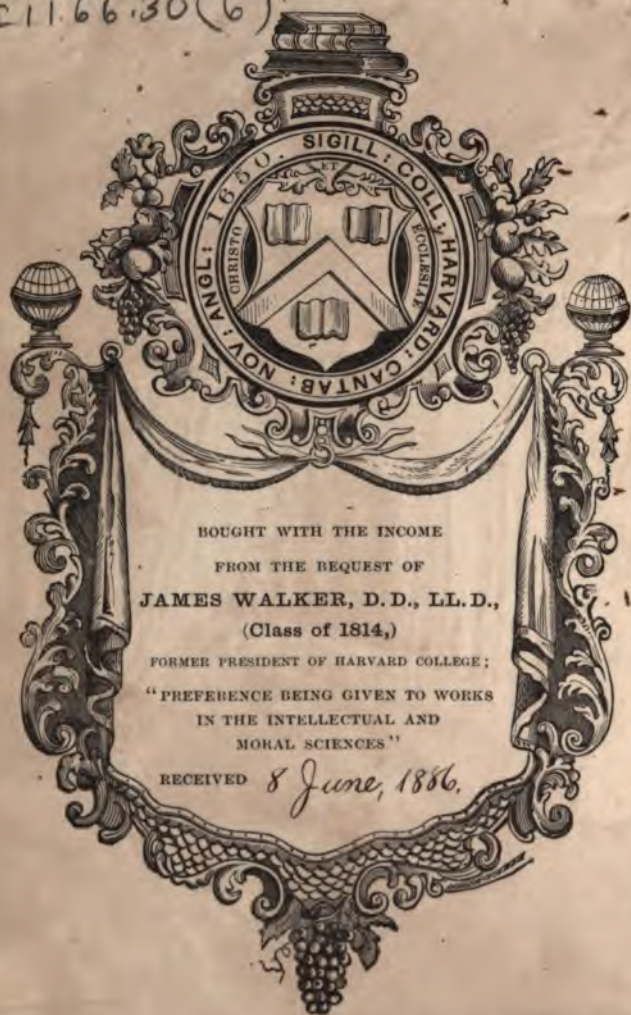 11.66.30(6)
SIGILL: COLL: HARVARD: CANTAB: NOV: ANGL: 1650.
ET
CHRISTO
ECCLESIAE
BOUGHT WITH THE INCOME
FROM THE BEQUEST OF
JAMES WALKER, D.D., LL.D.,
(Class of 1814,)
FORMER PRESIDENT OF HARVARD COLLEGE;
"PREFERENCE BEING GIVEN TO WORKS
IN THE INTELLECTUAL AND
MORAL SCIENCES"
RECEIVED 8 June, 1886.